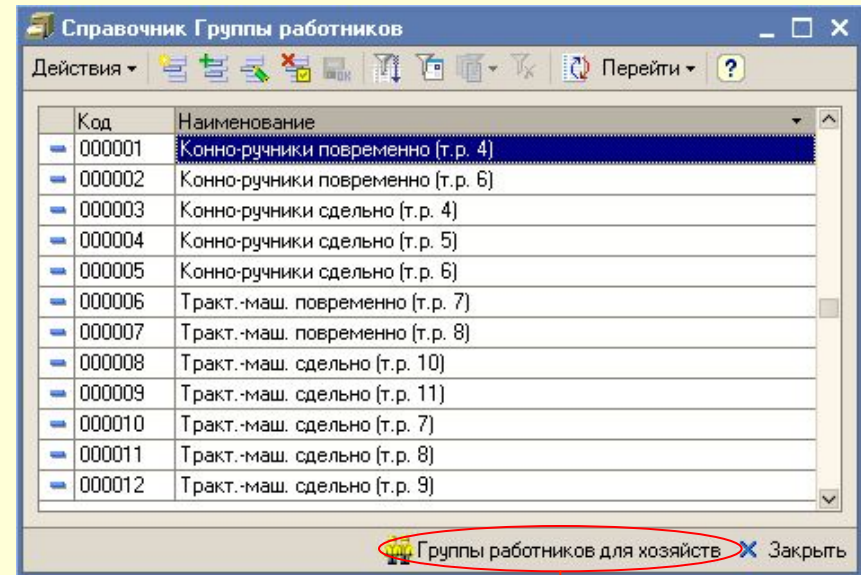 Справочник Группы работников
Действия Перейти ?
Код Наименование
000001 Конно-ручники повременно (т.р. 4)
000002 Конно-ручники повременно (т.р. 6)
000003 Конно-ручники сдельно (т.р. 4)
000004 Конно-ручники сдельно (т.р. 5)
000005 Конно-ручники сдельно (т.р. 6)
000006 Тракт.-маш. повременно (т.р. 7)
000007 Тракт.-маш. повременно (т.р. 8)
000008 Тракт.-маш. сдельно (т.р. 10)
000009 Тракт.-маш. сдельно (т.р. 11)
000010 Тракт.-маш. сдельно (т.р. 7)
000011 Тракт.-маш. сдельно (т.р. 8)
000012 Тракт.-маш. сдельно (т.р. 9)
Группы работников для хозяйств Закрыть